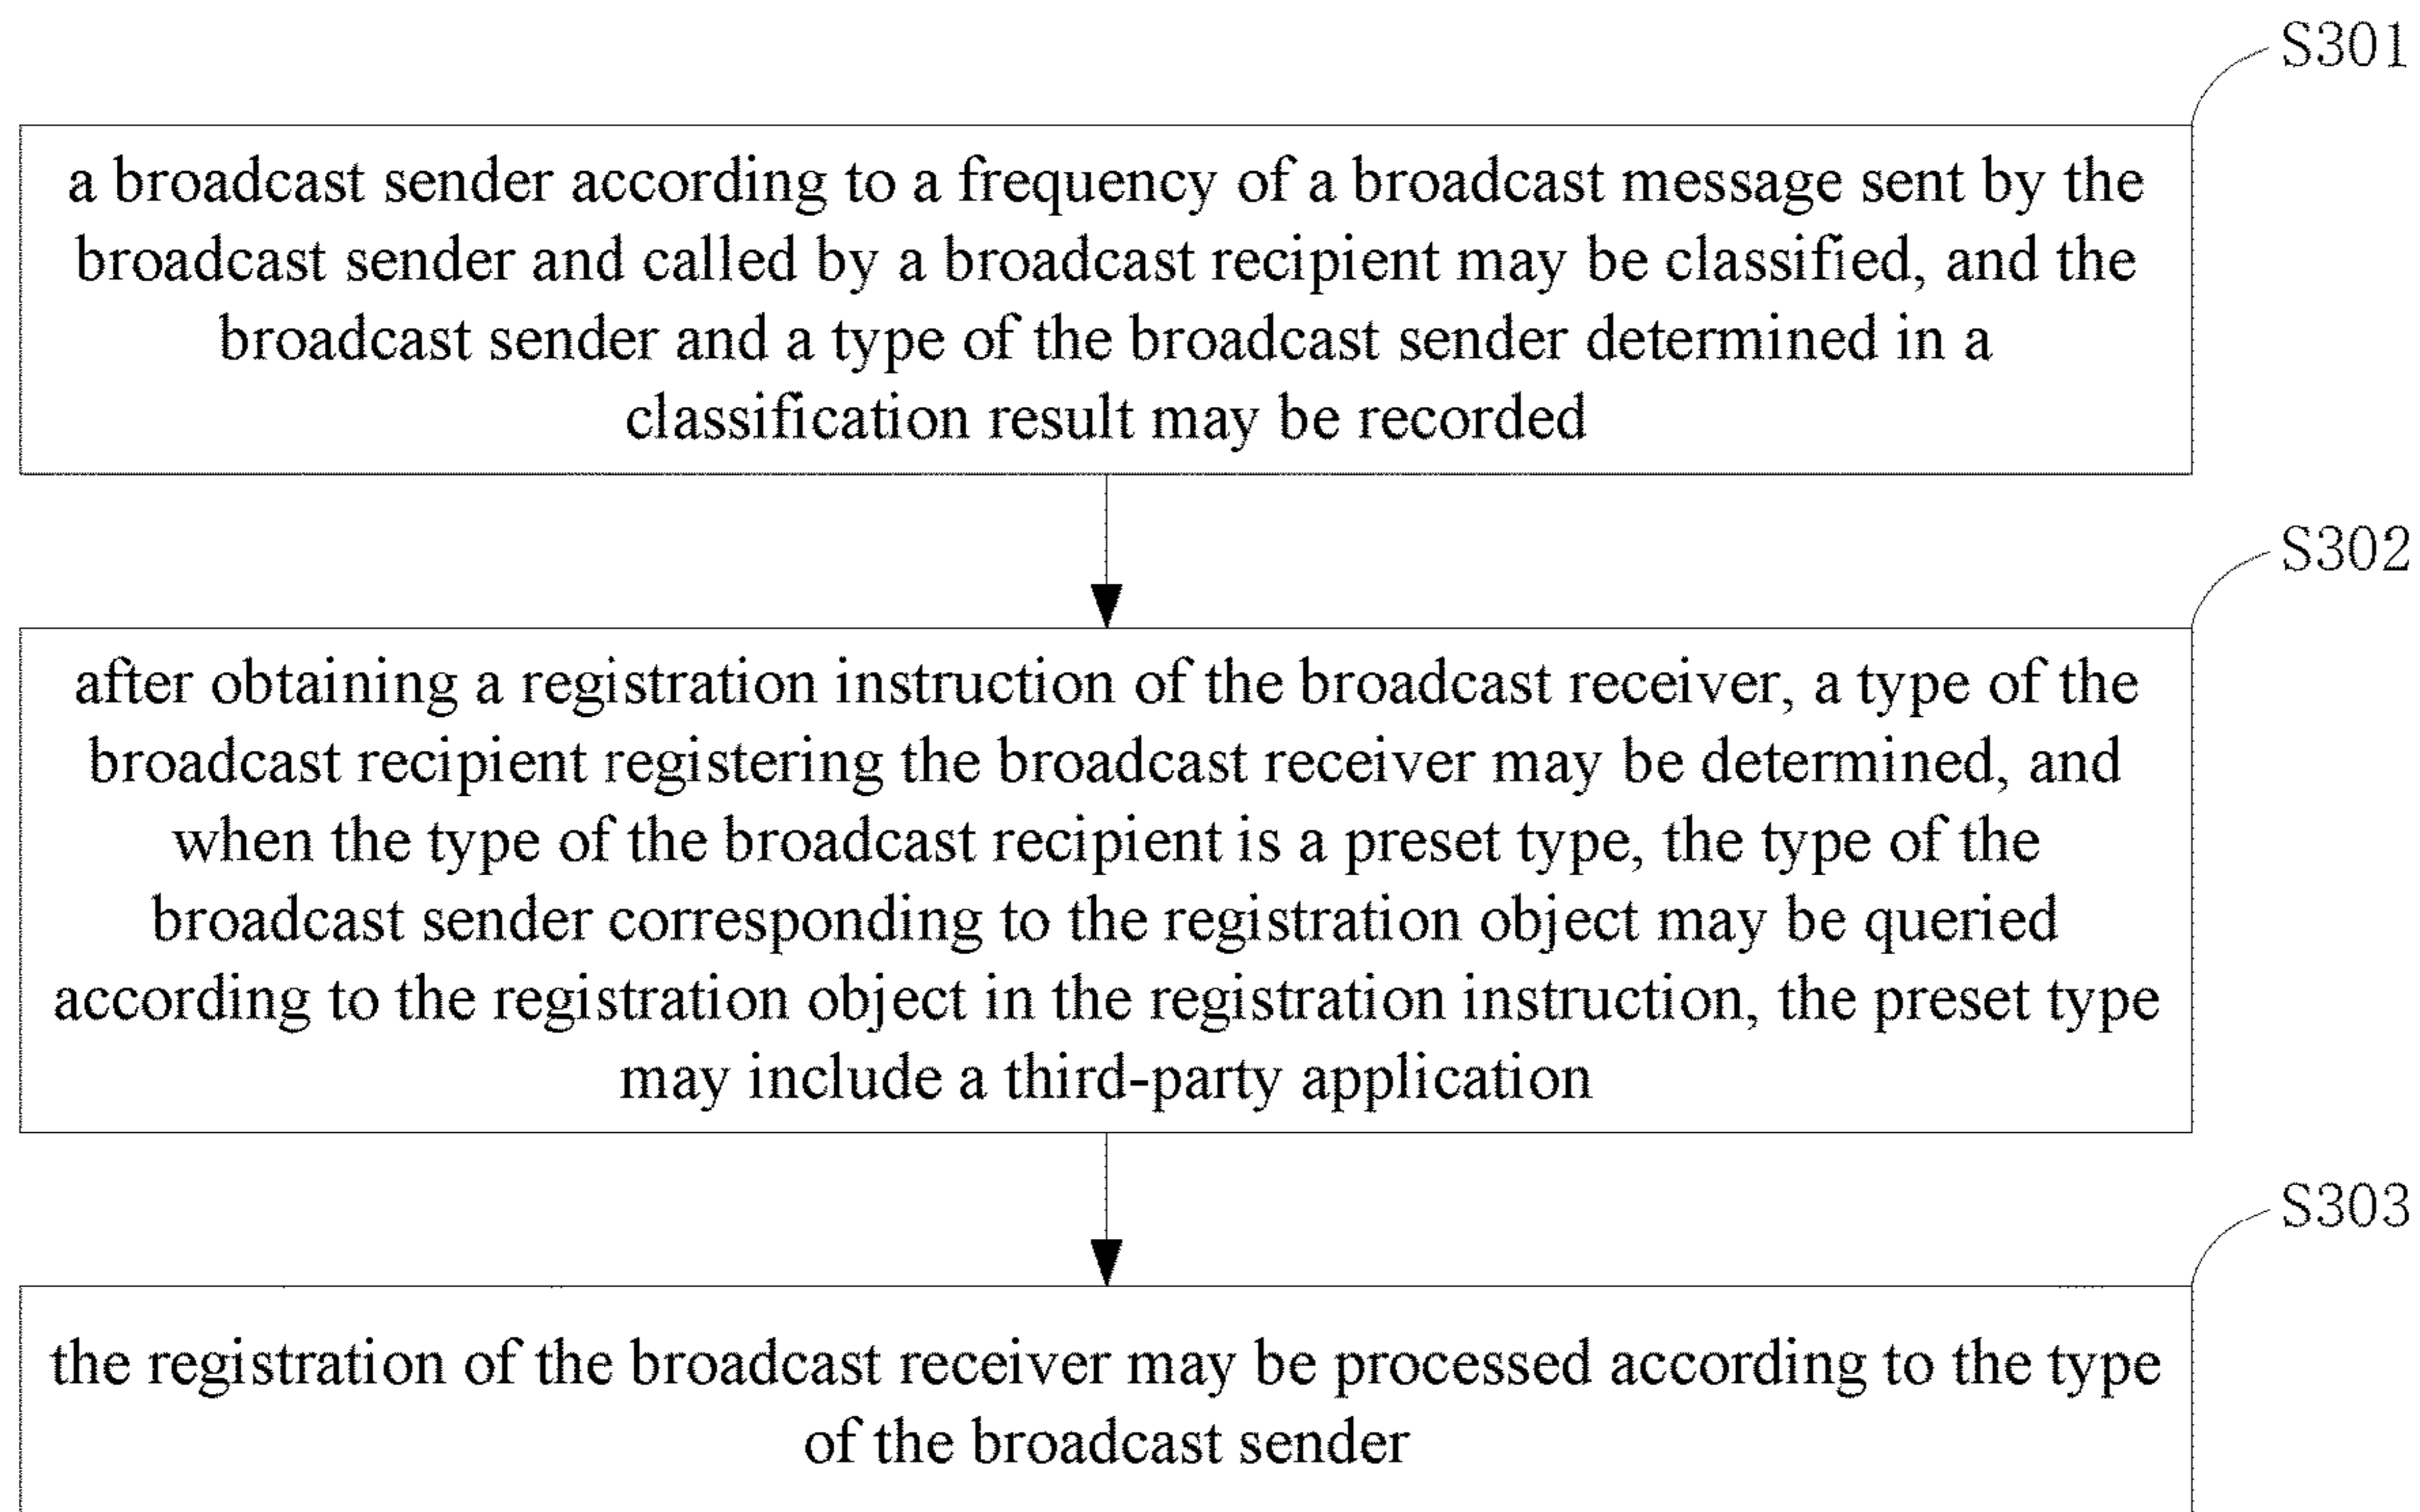 S301
a broadcast sender according to a frequency of a broadcast message sent by the
broadcast sender and called by a broadcast recipient may be classified, and the
broadcast sender and a type of the broadcast sender determined in a
classification result may be recorded
S302
after obtaining a registration instruction of the broadcast receiver, a type of the
broadcast recipient registering the broadcast receiver may be determined, and
when the type of the broadcast recipient is a preset type, the type of the
broadcast sender corresponding to the registration object may be queried
according to the registration object in the registration instruction, the preset type
may include a third-party application
S303
the registration of the broadcast receiver may be processed according to the type
of the broadcast sender